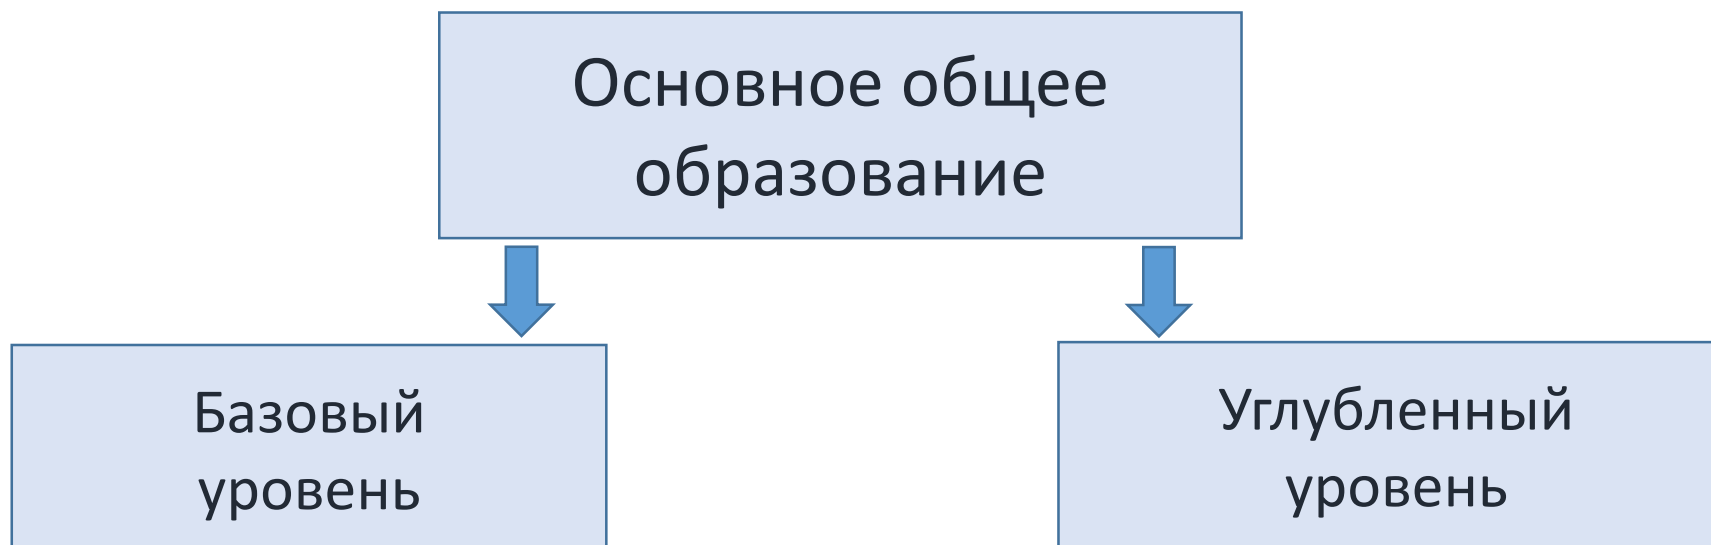 Основное общее
образование
Базовый
уровень
Углубленный
уровень